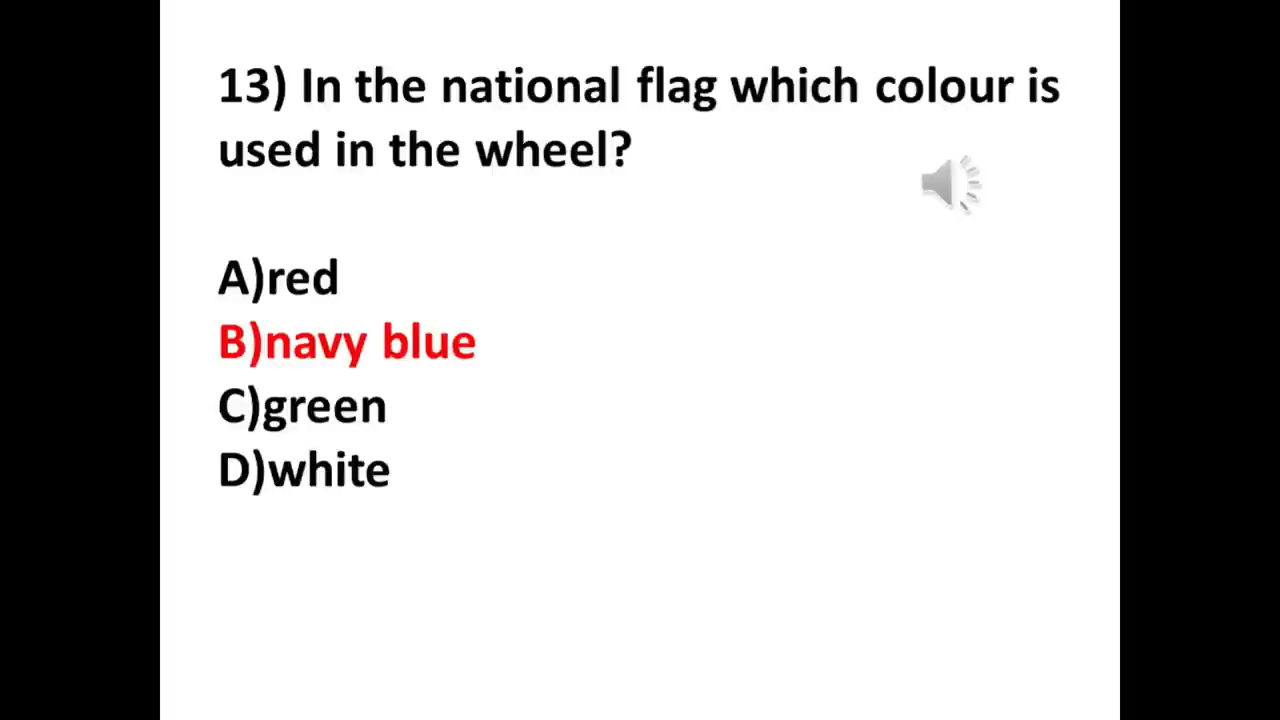 13) In the national flag which colour is
used in the wheel?
A)red
B)navy blue
C)green
D)white